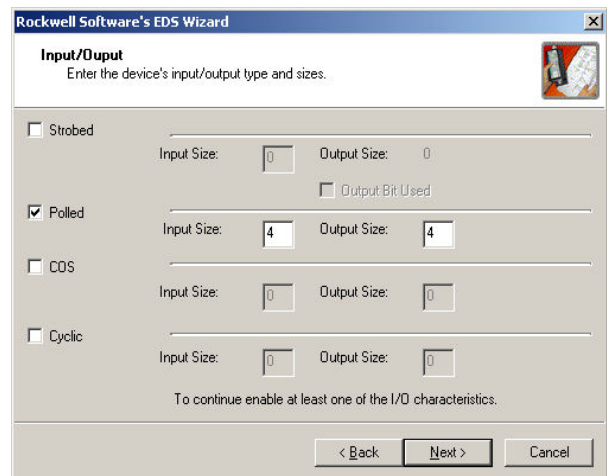 Rockwell Software's EDS Wizard
Input/Ouput
Enter the device's input/output type and sizes.
Strobed
Input Size: 0 Output Size: 0
Output Bit Used
Polled
Input Size: 4 Output Size: 4
COS
Input Size: 0 Output Size: 0
Cyclic
Input Size: 0 Output Size: 0
To continue enable at least one of the I/O characteristics.
< Back Next > Cancel